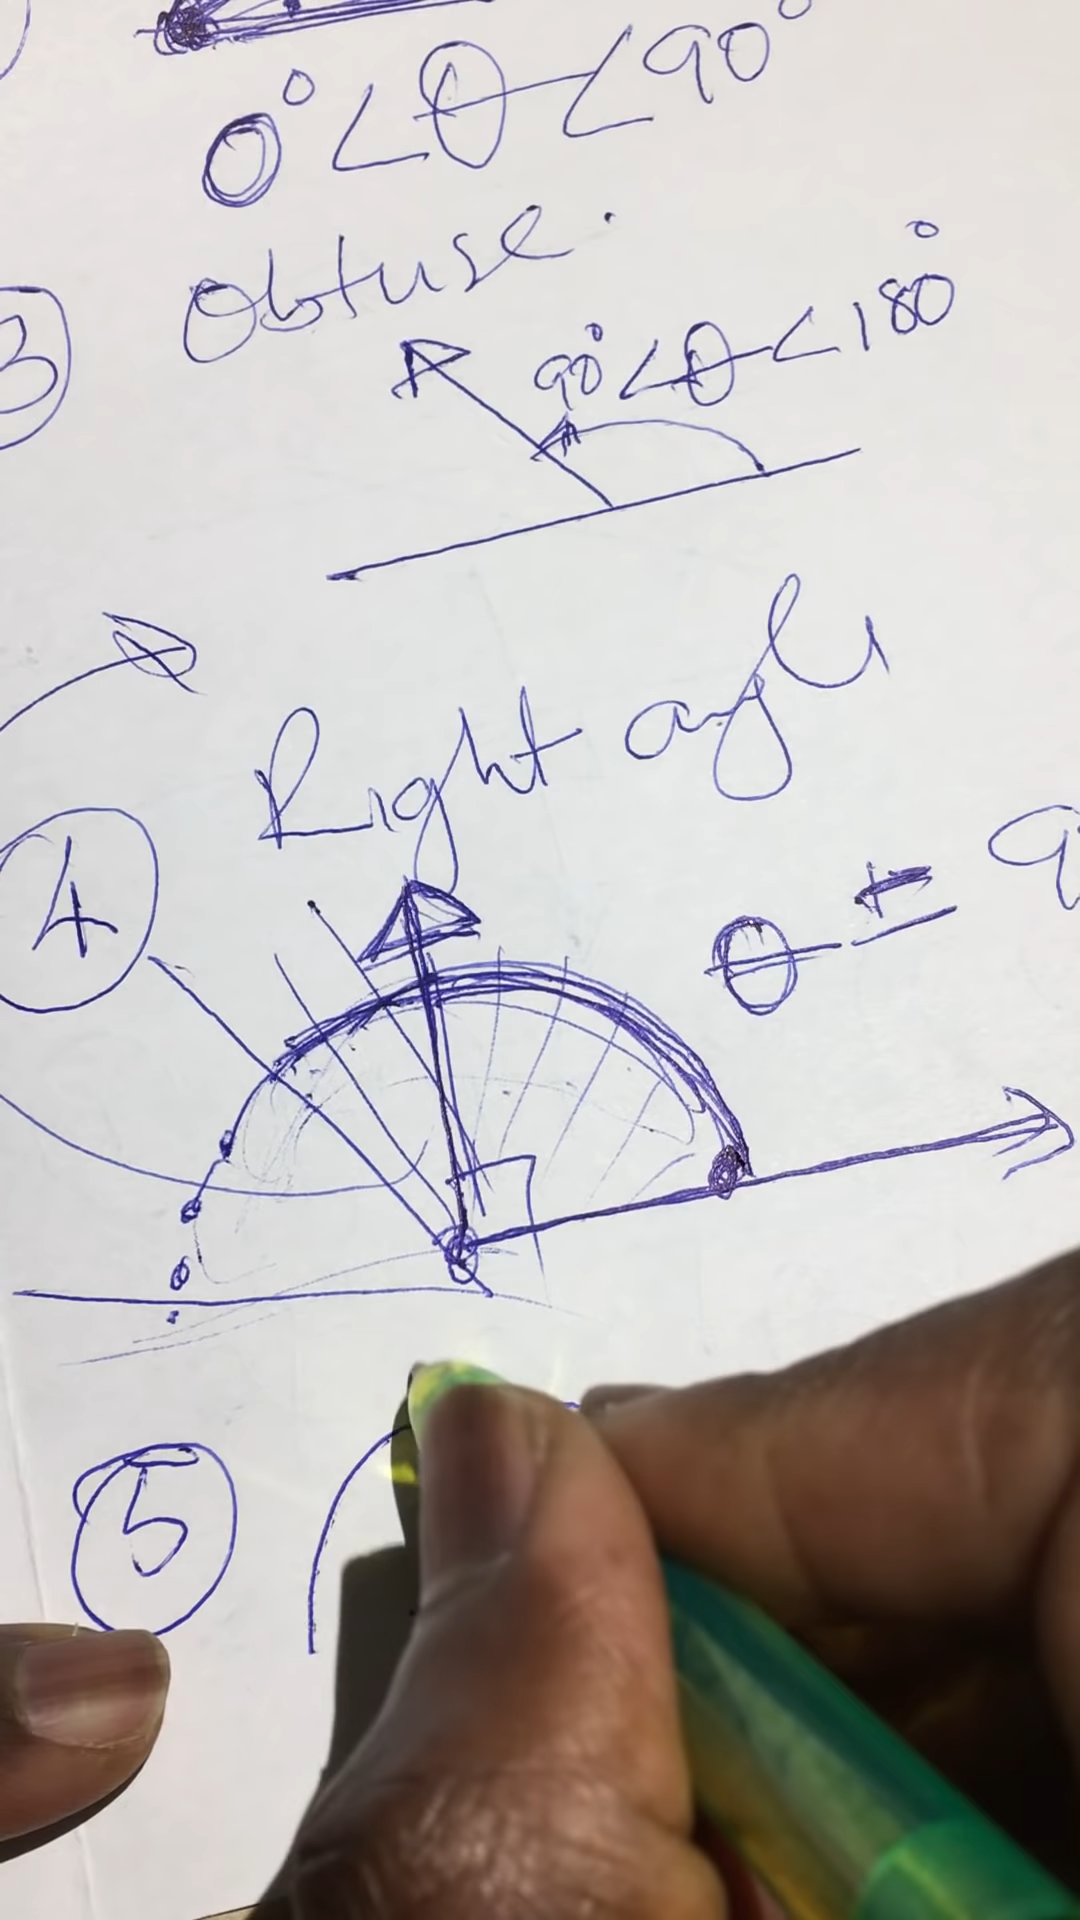 0° < θ < 90°
③ Obtuse.
90° < θ < 180°
Right angle
④
θ = 9
⑤